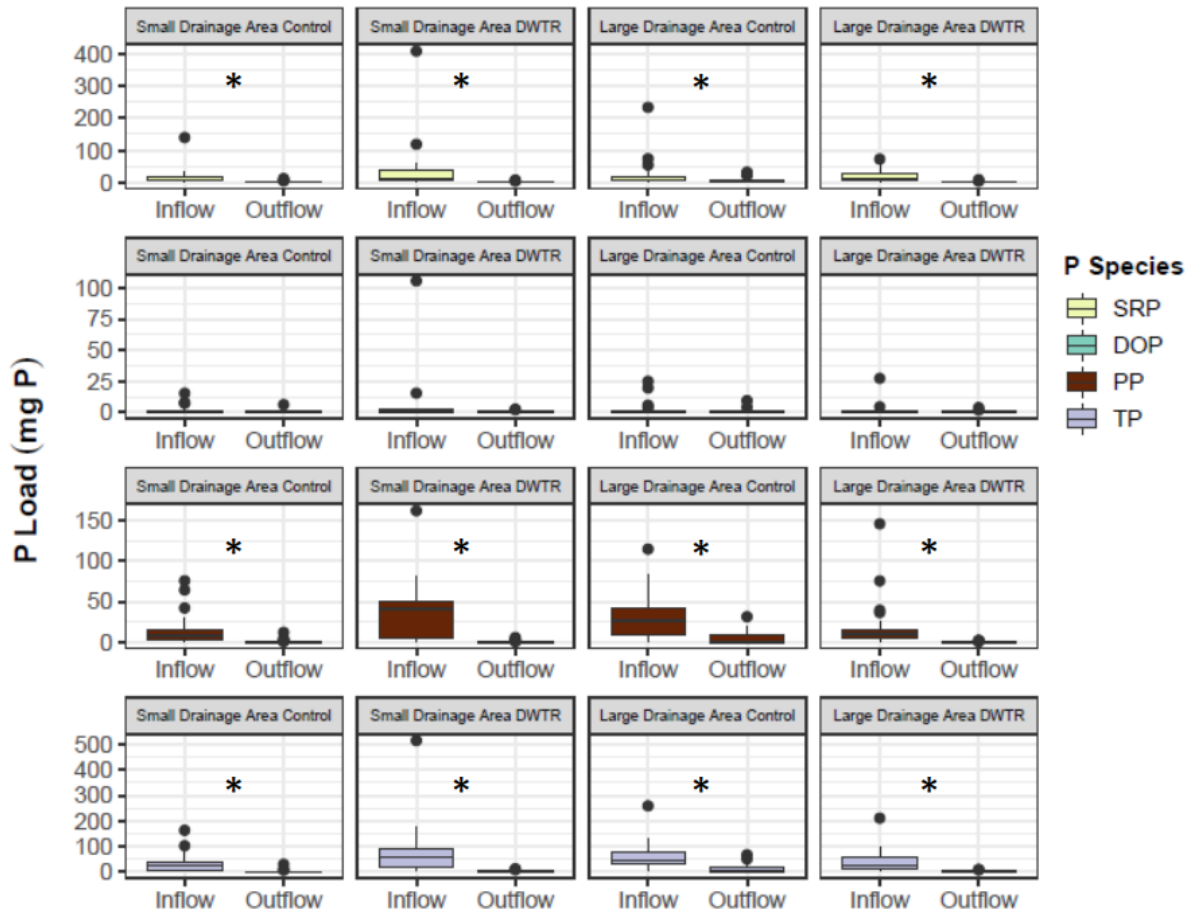 Small Drainage Area Control Small Drainage Area DWTR Large Drainage Area Control Large Drainage Area DWTR
400
300
200
100
0
* * * *
Inflow Outflow Inflow Outflow Inflow Outflow Inflow Outflow
Small Drainage Area Control Small Drainage Area DWTR Large Drainage Area Control Large Drainage Area DWTR
100
75
50
25
0
Inflow Outflow Inflow Outflow Inflow Outflow Inflow Outflow
Small Drainage Area Control Small Drainage Area DWTR Large Drainage Area Control Large Drainage Area DWTR
150
100
50
0
* * * *
Inflow Outflow Inflow Outflow Inflow Outflow Inflow Outflow
Small Drainage Area Control Small Drainage Area DWTR Large Drainage Area Control Large Drainage Area DWTR
500
400
300
200
100
0
* * * *
Inflow Outflow Inflow Outflow Inflow Outflow Inflow Outflow
P Load (mg P)
P Species
SRP
DOP
PP
TP